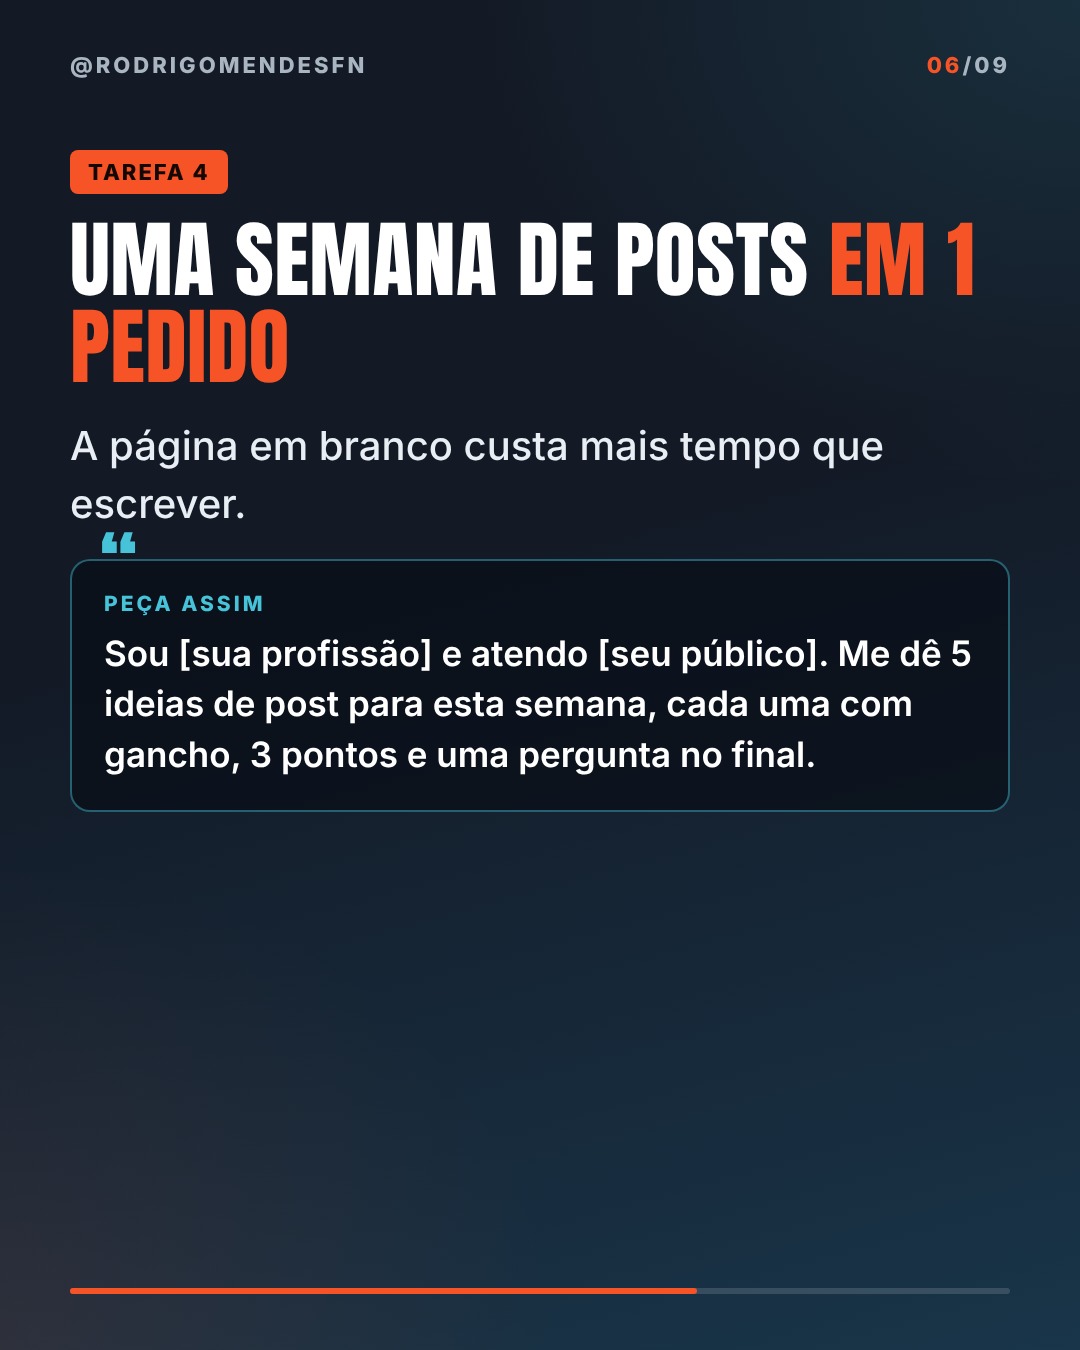 @RODRIGOMENDESFN
06/09
TAREFA 4
UMA SEMANA DE POSTS EM 1
PEDIDO
A página em branco custa mais tempo que
escrever.
❝
PEÇA ASSIM
Sou [sua profissão] e atendo [seu público]. Me dê 5
ideias de post para esta semana, cada uma com
gancho, 3 pontos e uma pergunta no final.